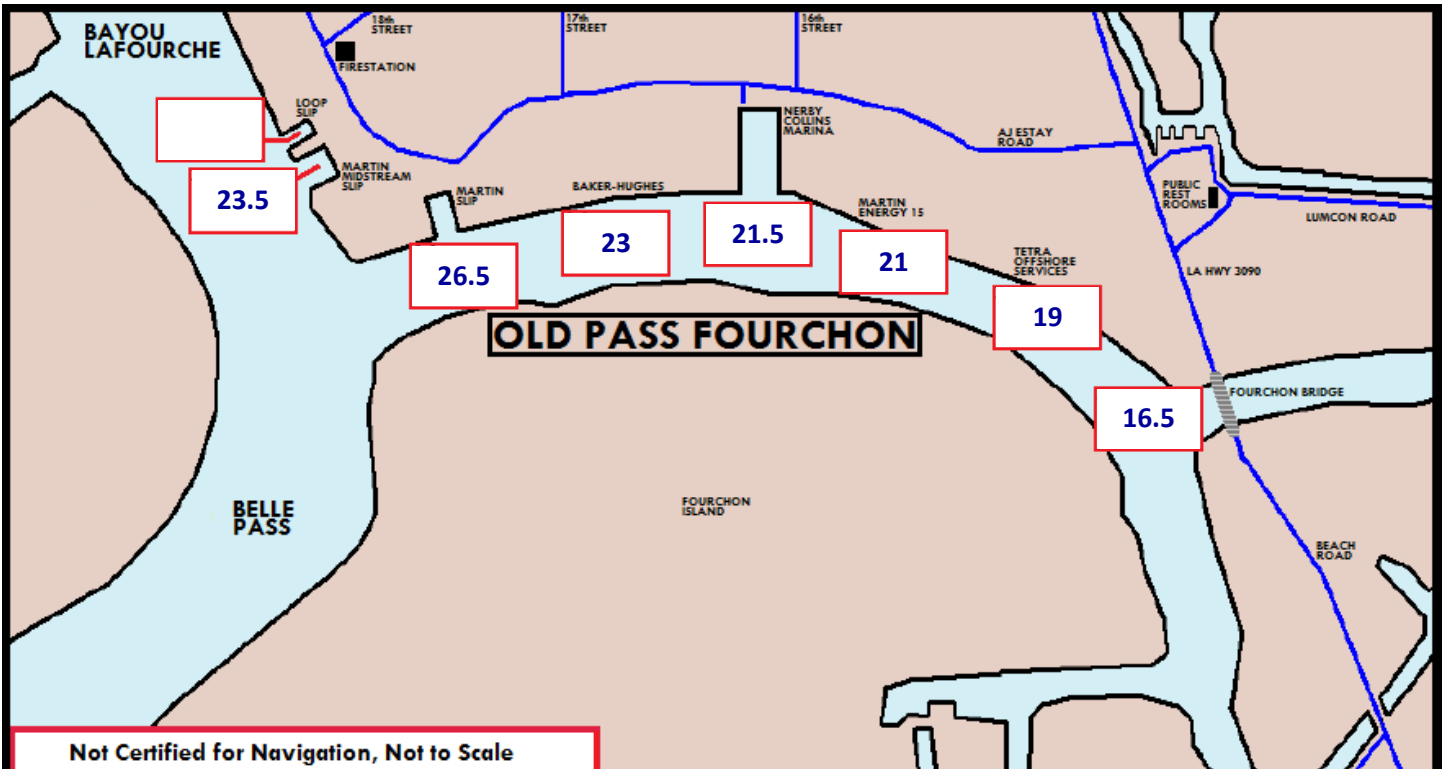 BAYOU
LAFOURCHE
18th
STREET
17th
STREET
16th
STREET
FIRESTATION
LOOP
SLIP
NERBY
COLLINS
MARINA
AJ ESTAY
ROAD
MARTIN
MIDSTREAM
SLIP
23.5
MARTIN
SLIP
BAKER-HUGHES
PUBLIC
REST
ROOMS
LUMCON ROAD
MARTIN
ENERGY 15
26.5
23
21.5
21
TETRA
OFFSHORE
SERVICES
19
LA HWY 3090
OLD PASS FOURCHON
16.5
FOURCHON BRIDGE
BELLE
PASS
FOURCHON
ISLAND
BEACH
ROAD
Not Certified for Navigation, Not to Scale